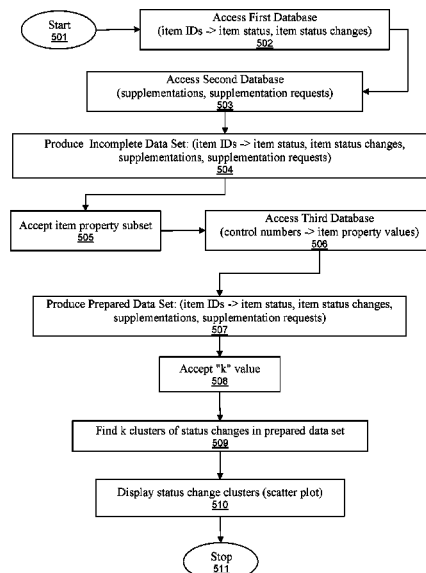 Start
501
Access First Database
(item IDs -> item status, item status changes)
502
Access Second Database
(supplementations, supplementation requests)
503
Produce Incomplete Data Set: (item IDs -> item status, item status changes,
supplementations, supplementation requests)
504
Accept item property subset
505
Access Third Database
(control numbers -> item property values)
506
Produce Prepared Data Set: (item IDs -> item status, item status changes,
supplementations, supplementation requests)
507
Accept "k" value
508
Find k clusters of status changes in prepared data set
509
Display status change clusters (scatter plot)
510
Stop
511